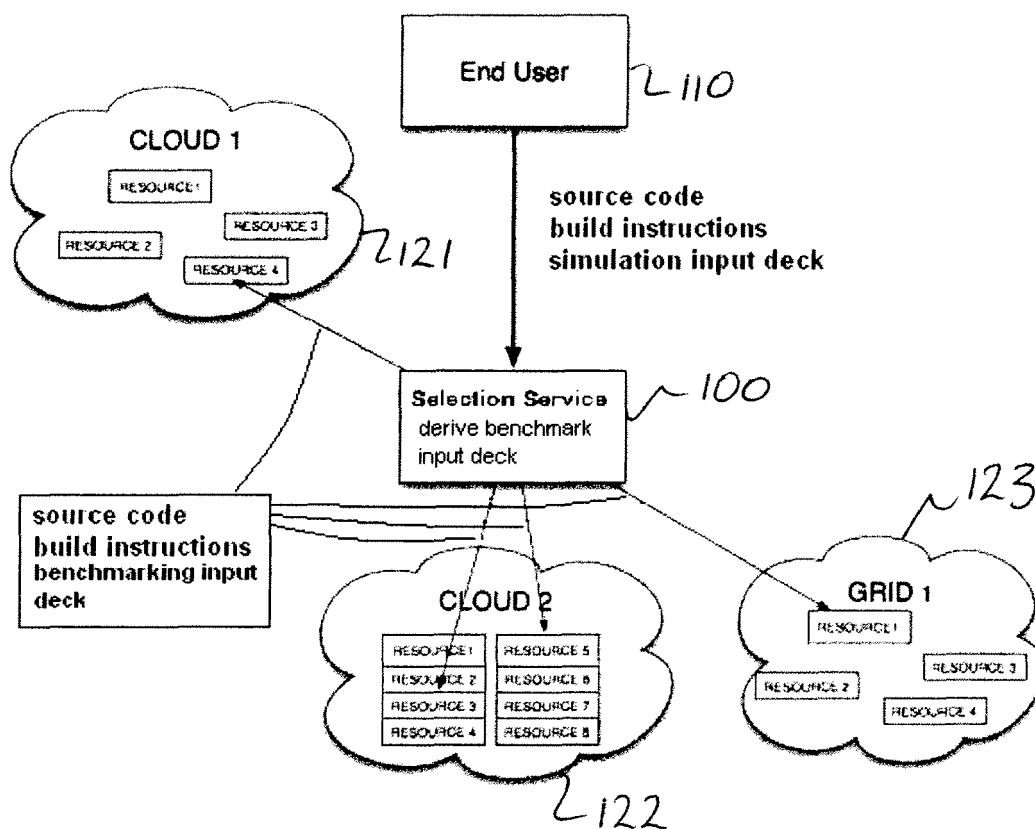 End User
110
CLOUD 1
RESOURCE 1
RESOURCE 3
RESOURCE 2
RESOURCE 4
121
source code
build instructions
simulation input deck
Selection Service
derive benchmark
input deck
100
source code
build instructions
benchmarking input
deck
CLOUD 2
RESOURCE 1
RESOURCE 2
RESOURCE 3
RESOURCE 4
RESOURCE 5
RESOURCE 6
RESOURCE 7
RESOURCE 8
122
123
GRID 1
RESOURCE 1
RESOURCE 3
RESOURCE 2
RESOURCE 4